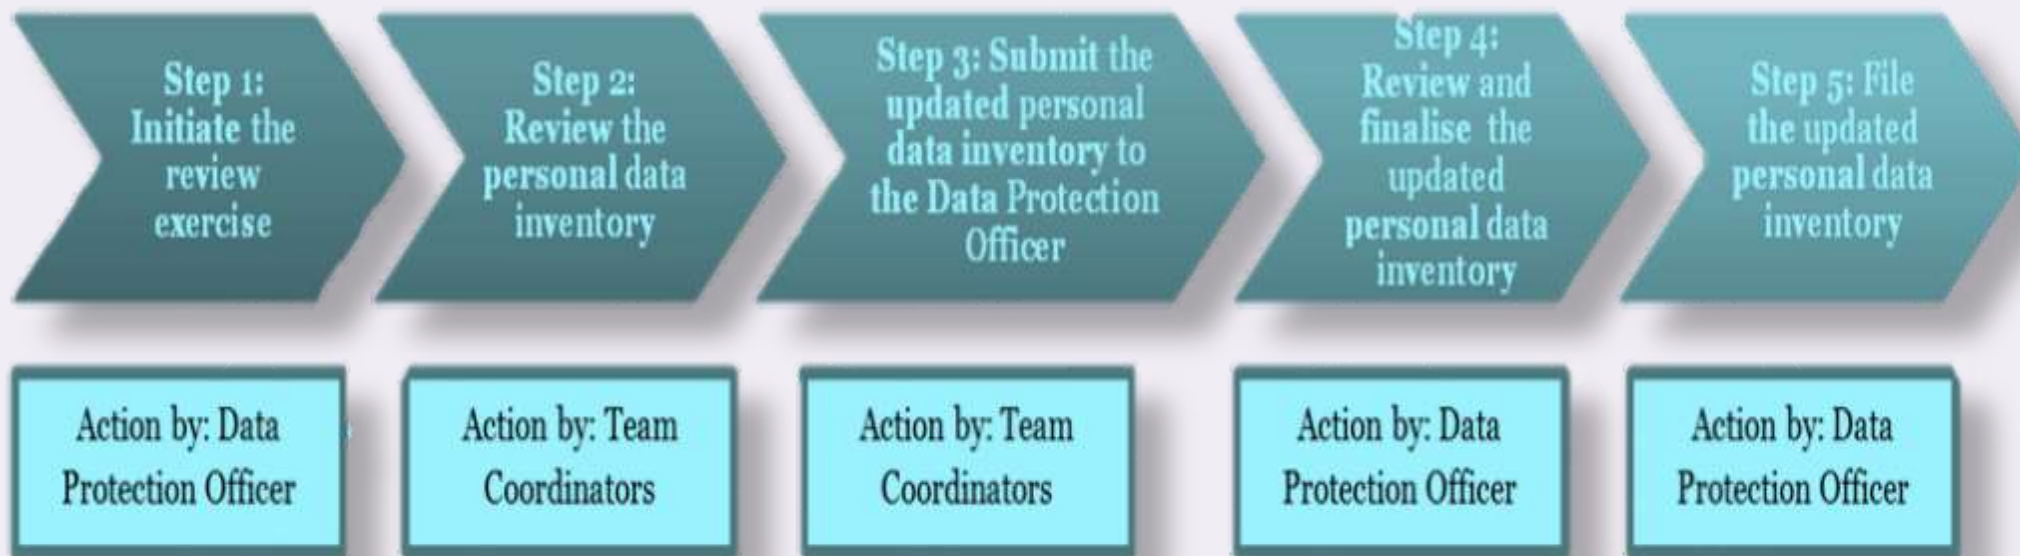 Step 1:
Initiate the
review
exercise
Step 2:
Review the
personal data
inventory
Step 3: Submit the
updated personal
data inventory to
the Data Protection
Officer
Step 4:
Review and
finalise the
updated
personal data
inventory
Step 5: File
the updated
personal data
inventory
Action by: Data
Protection Officer
Action by: Team
Coordinators
Action by: Team
Coordinators
Action by: Data
Protection Officer
Action by: Data
Protection Officer